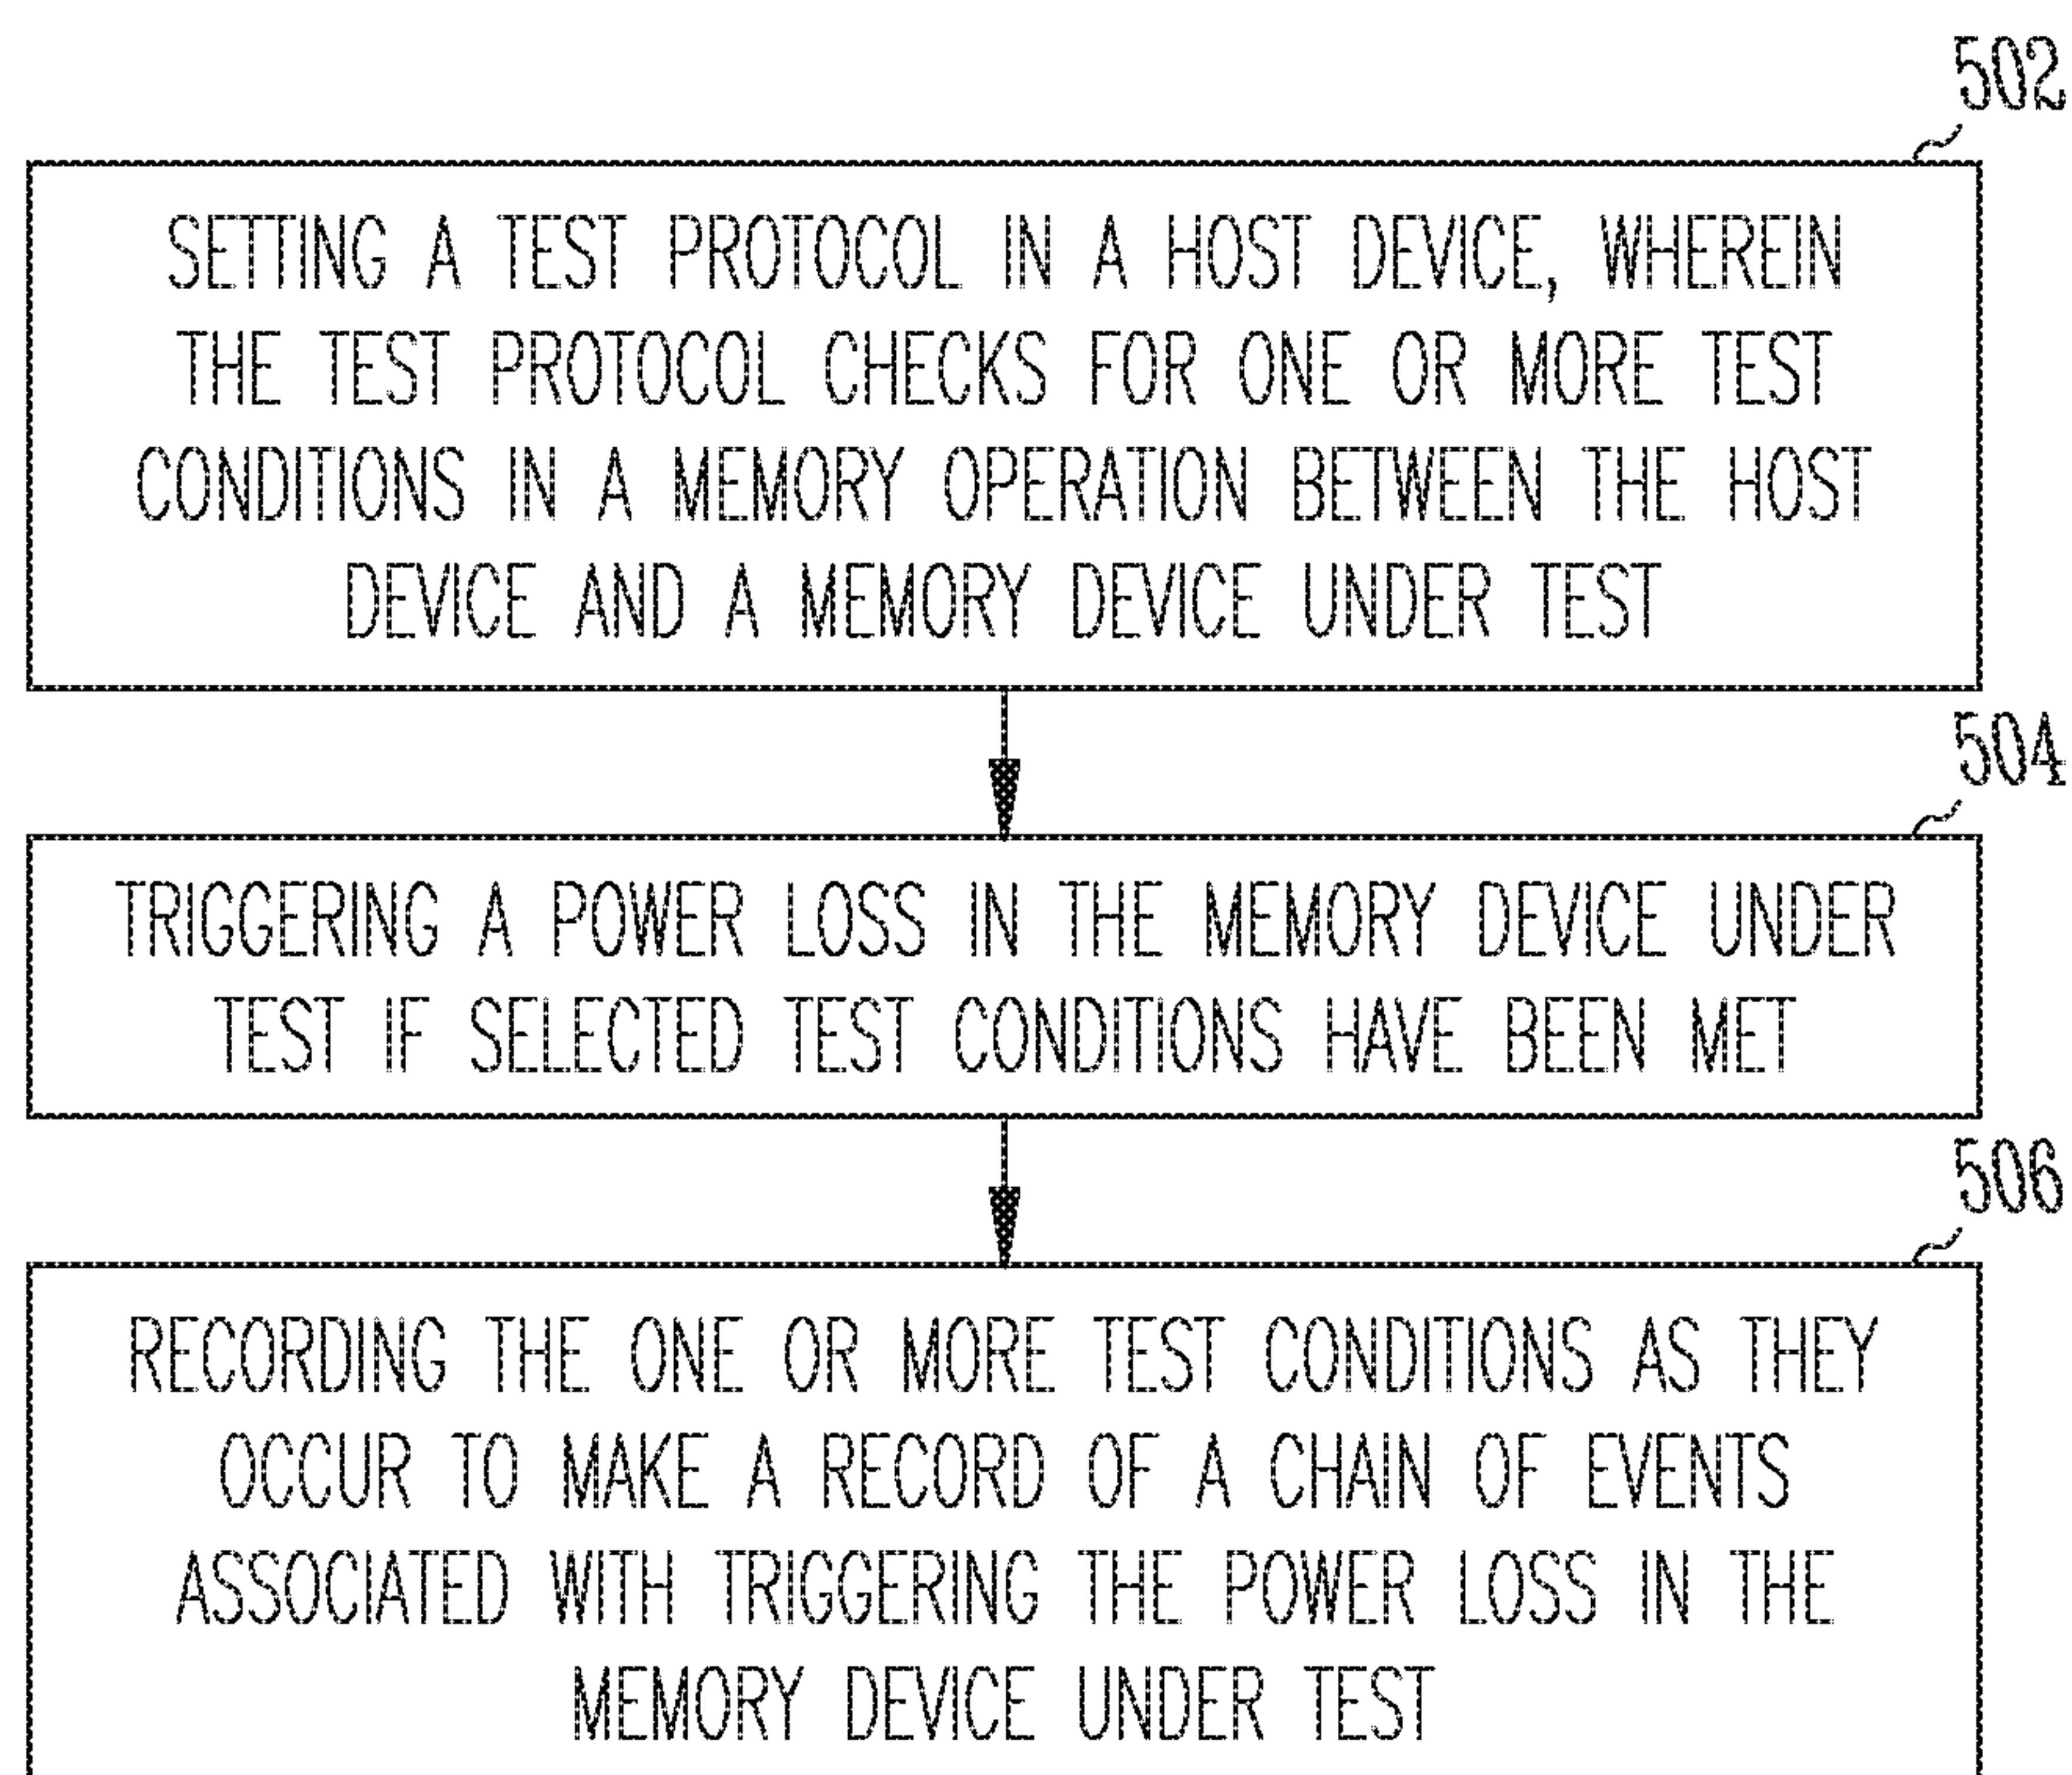 502
SETTING A TEST PROTOCOL IN A HOST DEVICE, WHEREIN
THE TEST PROTOCOL CHECKS FOR ONE OR MORE TEST
CONDITIONS IN A MEMORY OPERATION BETWEEN THE HOST
DEVICE AND A MEMORY DEVICE UNDER TEST
504
TRIGGERING A POWER LOSS IN THE MEMORY DEVICE UNDER
TEST IF SELECTED TEST CONDITIONS HAVE BEEN MET
506
RECORDING THE ONE OR MORE TEST CONDITIONS AS THEY
OCCUR TO MAKE A RECORD OF A CHAIN OF EVENTS
ASSOCIATED WITH TRIGGERING THE POWER LOSS IN THE
MEMORY DEVICE UNDER TEST